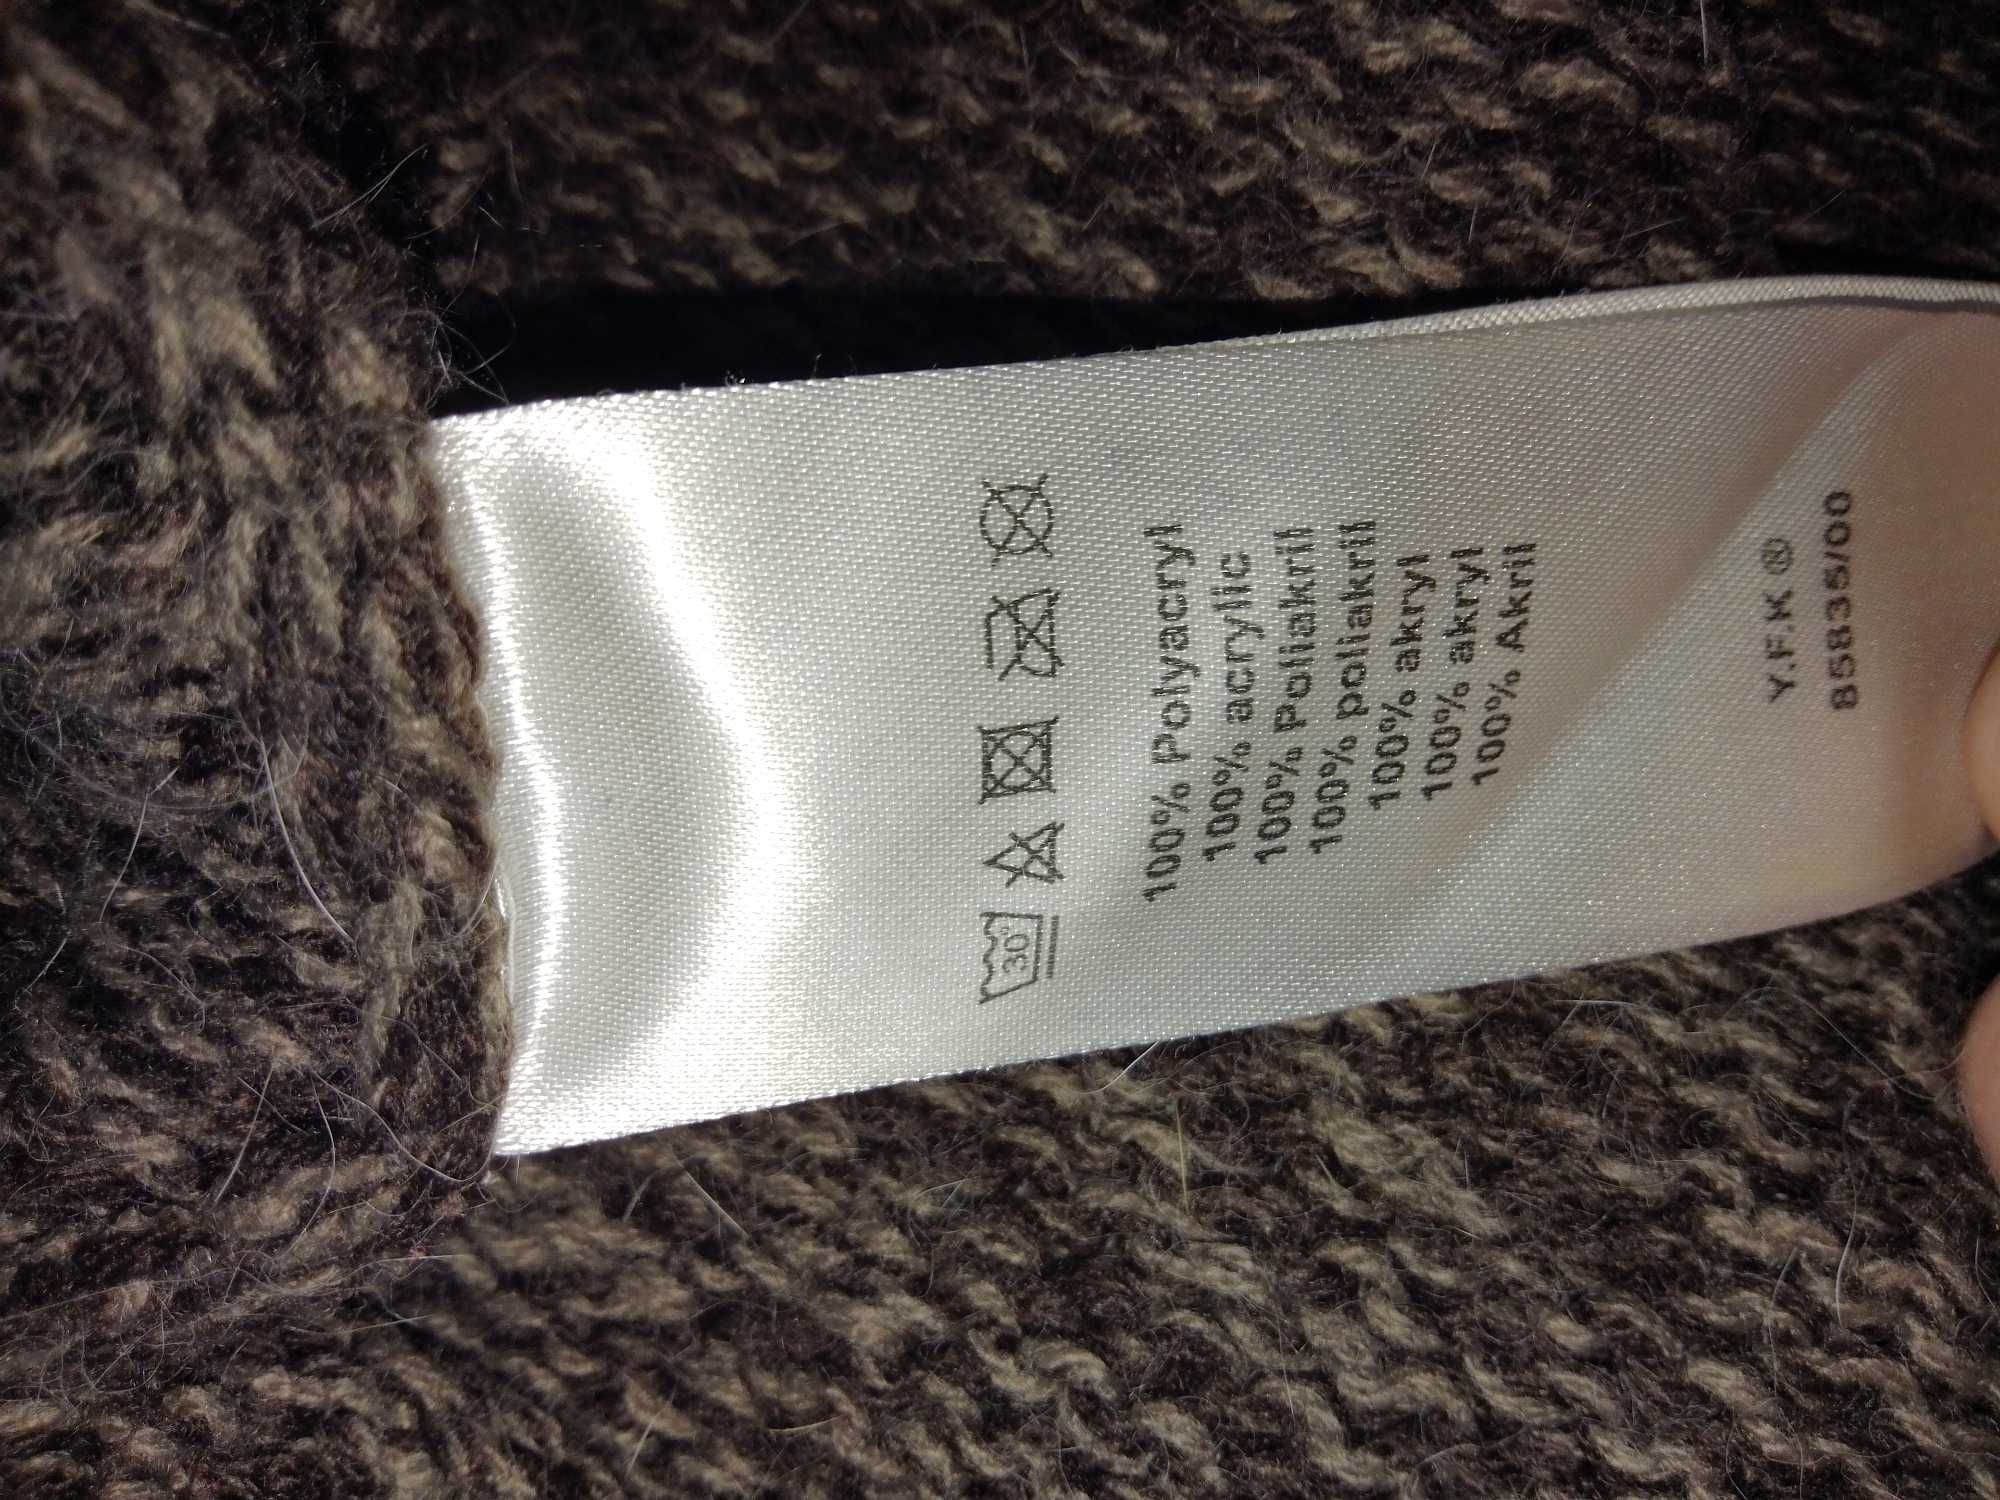 30°
100% Polyacryl
100% acrylic
100% Poliakril
100% poliakril
100% akryl
100% akryl
100% Akril
Y.F.K ®
85835/00